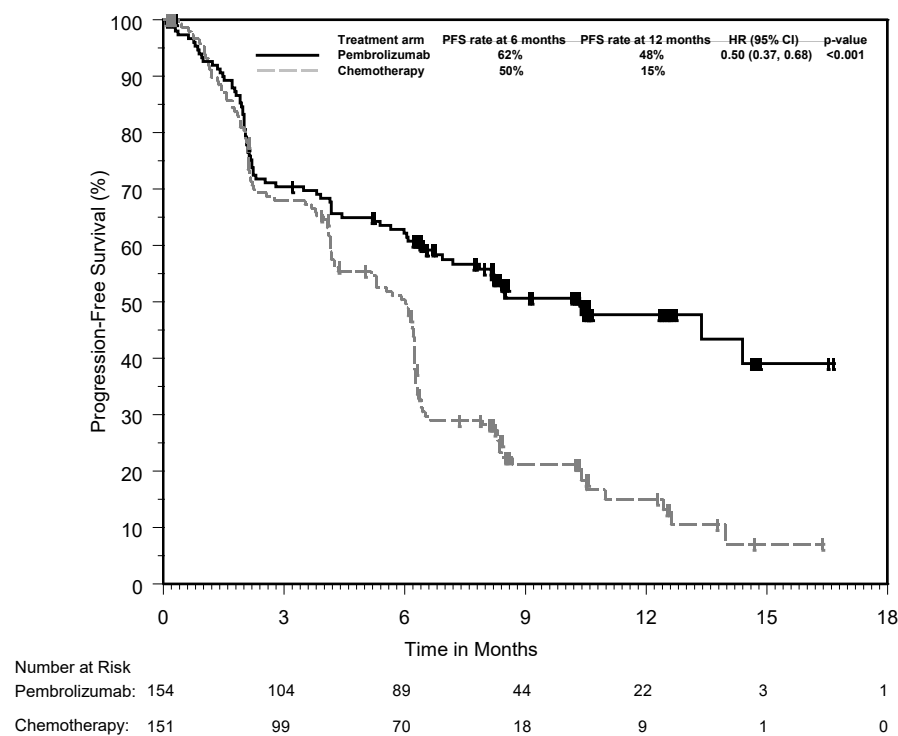 Treatment arm PFS rate at 6 months PFS rate at 12 months HR (95% CI) p-value
Pembrolizumab 62% 48% 0.50 (0.37, 0.68) <0.001
Chemotherapy 50% 15%
Progression-Free Survival (%)
100
90
80
70
60
50
40
30
20
10
0
0 3 6 9 12 15 18
Time in Months
Number at Risk
Pembrolizumab: 154 104 89 44 22 3 1
Chemotherapy: 151 99 70 18 9 1 0